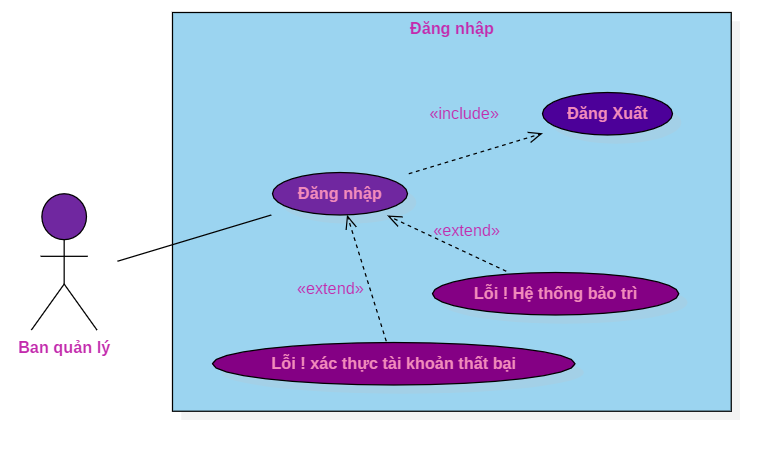 Đăng nhập
«include»
Đăng Xuất
Đăng nhập
«extend»
«extend»
Lỗi ! Hệ thống bảo trì
Ban quản lý
Lỗi ! xác thực tài khoản thất bại